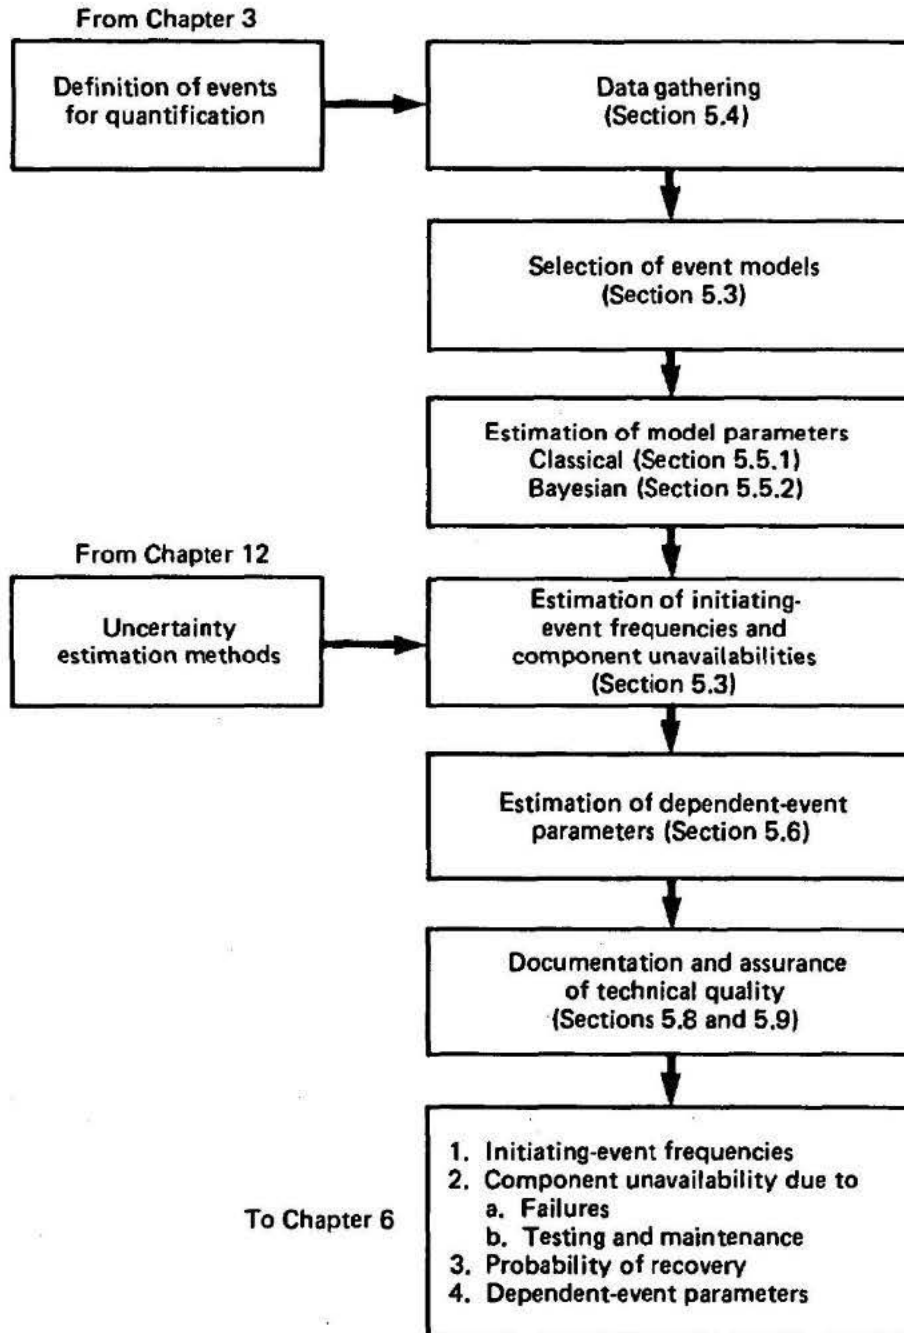 From Chapter 3
Definition of events
for quantification
Data gathering
(Section 5.4)
Selection of event models
(Section 5.3)
Estimation of model parameters
Classical (Section 5.5.1)
Bayesian (Section 5.5.2)
From Chapter 12
Uncertainty
estimation methods
Estimation of initiating-
event frequencies and
component unavailabilities
(Section 5.3)
Estimation of dependent-event
parameters (Section 5.6)
Documentation and assurance
of technical quality
(Sections 5.8 and 5.9)
To Chapter 6
1. Initiating-event frequencies
2. Component unavailability due to
a. Failures
b. Testing and maintenance
3. Probability of recovery
4. Dependent-event parameters